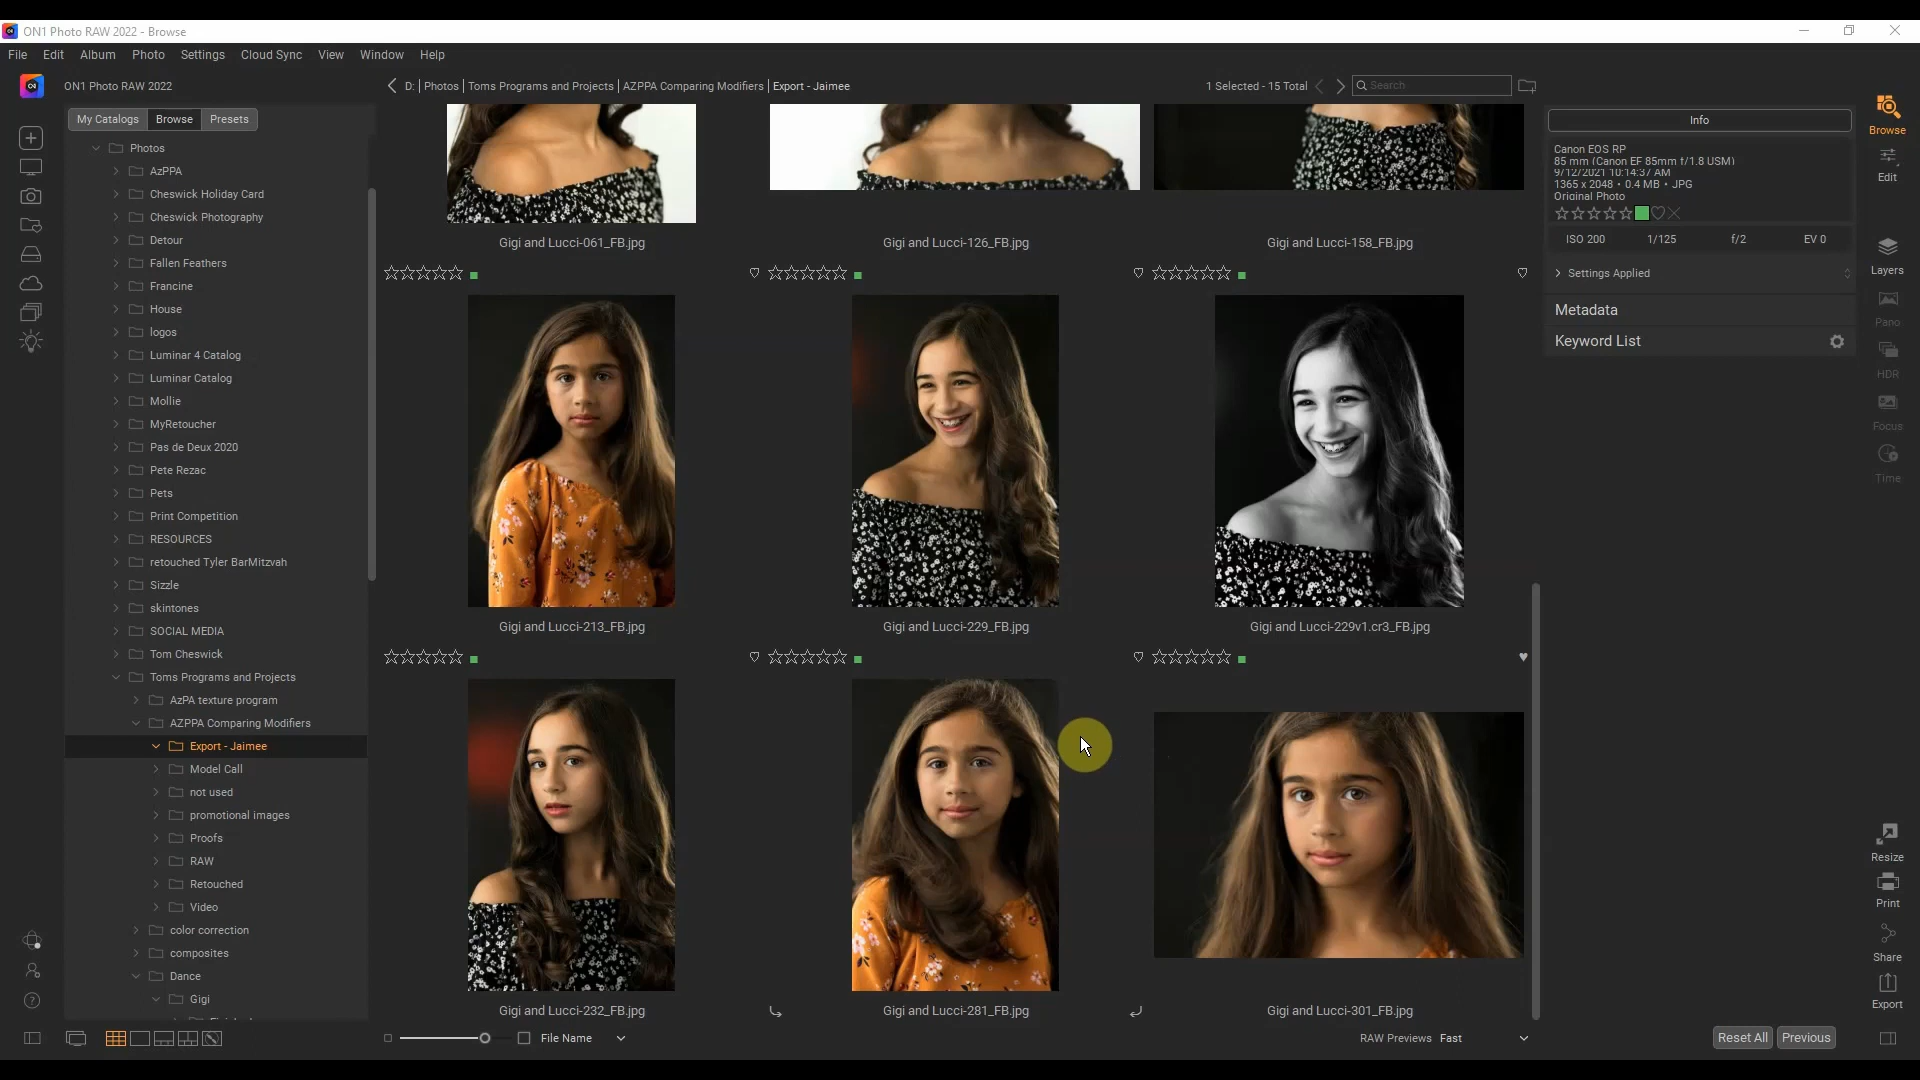 ON1 Photo RAW 2022 - Browse
File Edit Album Photo Settings Cloud Sync View Window Help
ON1 Photo RAW 2022
D: Photos Toms Programs and Projects AZPPA Comparing Modifiers Export - Jaimee
1 Selected - 15 Total
Search
My Catalogs Browse Presets
Photos
AzPPA
Cheswick Holiday Card
Cheswick Photography
Detour
Fallen Feathers
Francine
House
logos
Luminar 4 Catalog
Luminar Catalog
Mollie
MyRetoucher
Pas de Deux 2020
Pete Rezac
Pets
Print Competition
RESOURCES
retouched Tyler BarMitzvah
Sizzle
skintones
SOCIAL MEDIA
Tom Cheswick
Toms Programs and Projects
AzPA texture program
AZPPA Comparing Modifiers
Export - Jaimee
Model Call
not used
promotional images
Proofs
RAW
Retouched
Video
color correction
composites
Dance
Gigi
Gigi and Lucci-061_FB.jpg
Gigi and Lucci-126_FB.jpg
Gigi and Lucci-158_FB.jpg
Gigi and Lucci-213_FB.jpg
Gigi and Lucci-229_FB.jpg
Gigi and Lucci-229v1.cr3_FB.jpg
Gigi and Lucci-232_FB.jpg
Gigi and Lucci-281_FB.jpg
Gigi and Lucci-301_FB.jpg
File Name
RAW Previews Fast
Info
Canon EOS RP
85 mm (Canon EF 85mm f/1.8 USM)
9/12/2021 10:14:37 AM
1365 x 2048 • 0.4 MB • JPG
Original Photo
ISO 200 1/125 f/2 EV 0
Settings Applied
Metadata
Keyword List
Reset All Previous
Browse
Edit
Layers
Pano
HDR
Focus
Time
Resize
Print
Share
Export